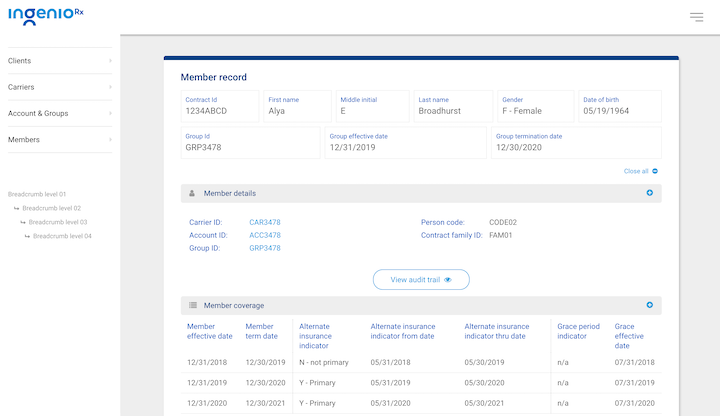 ingenioRx
Clients
Carriers
Account & Groups
Members
Breadcrumb level 01
Breadcrumb level 02
Breadcrumb level 03
Breadcrumb level 04
Member record
Contract Id First name Middle initial Last name Gender Date of birth
1234ABCD Alya E Broadhurst F - Female 05/19/1964
Group Id Group effective date Group termination date
GRP3478 12/31/2019 12/30/2020
Close all
Member details
Carrier ID: CAR3478 Person code: CODE02
Account ID: ACC3478 Contract family ID: FAM01
Group ID: GRP3478
View audit trail
Member coverage
Member Member Alternate Alternate insurance Alternate insurance Grace period Grace
effective date term date insurance indicator from date indicator thru date indicator effective
indicator date
12/31/2018 12/30/2019 N - not primary 05/31/2018 05/30/2019 n/a 07/31/2018
12/31/2019 12/30/2020 Y - Primary 05/31/2019 05/30/2020 n/a 07/31/2019
12/31/2020 12/30/2021 Y - Primary 05/31/2020 05/30/2021 n/a 07/31/2020